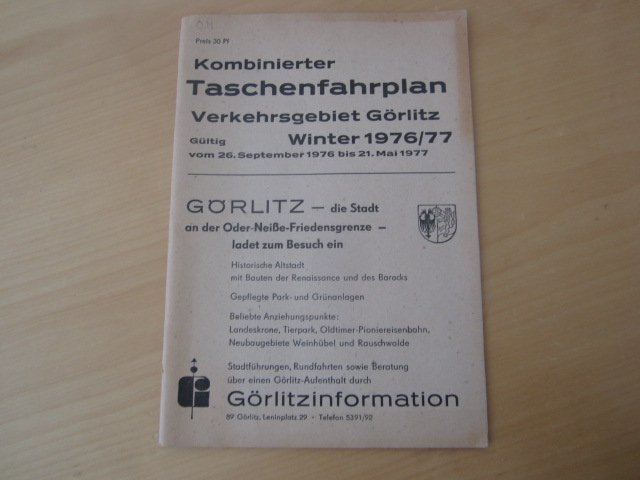 Preis 30 Pf
Kombinierter
Taschenfahrplan
Verkehrsgebiet Görlitz
Gültig Winter 1976/77
vom 26. September 1976 bis 21. Mai 1977
GÖRLITZ – die Stadt
an der Oder-Neiße-Friedensgrenze –
ladet zum Besuch ein
Historische Altstadt
mit Bauten der Renaissance und des Barocks
Gepflegte Park- und Grünanlagen
Beliebte Anziehungspunkte:
Landeskrone, Tierpark, Oldtimer-Pioniereisenbahn,
Neubaugebiete Weinhübel und Rauschwalde
Stadtführungen, Rundfahrten sowie Beratung
über einen Görlitz-Aufenthalt durch
Görlitzinformation
89 Görlitz, Leninplatz 29 • Telefon 5391/92